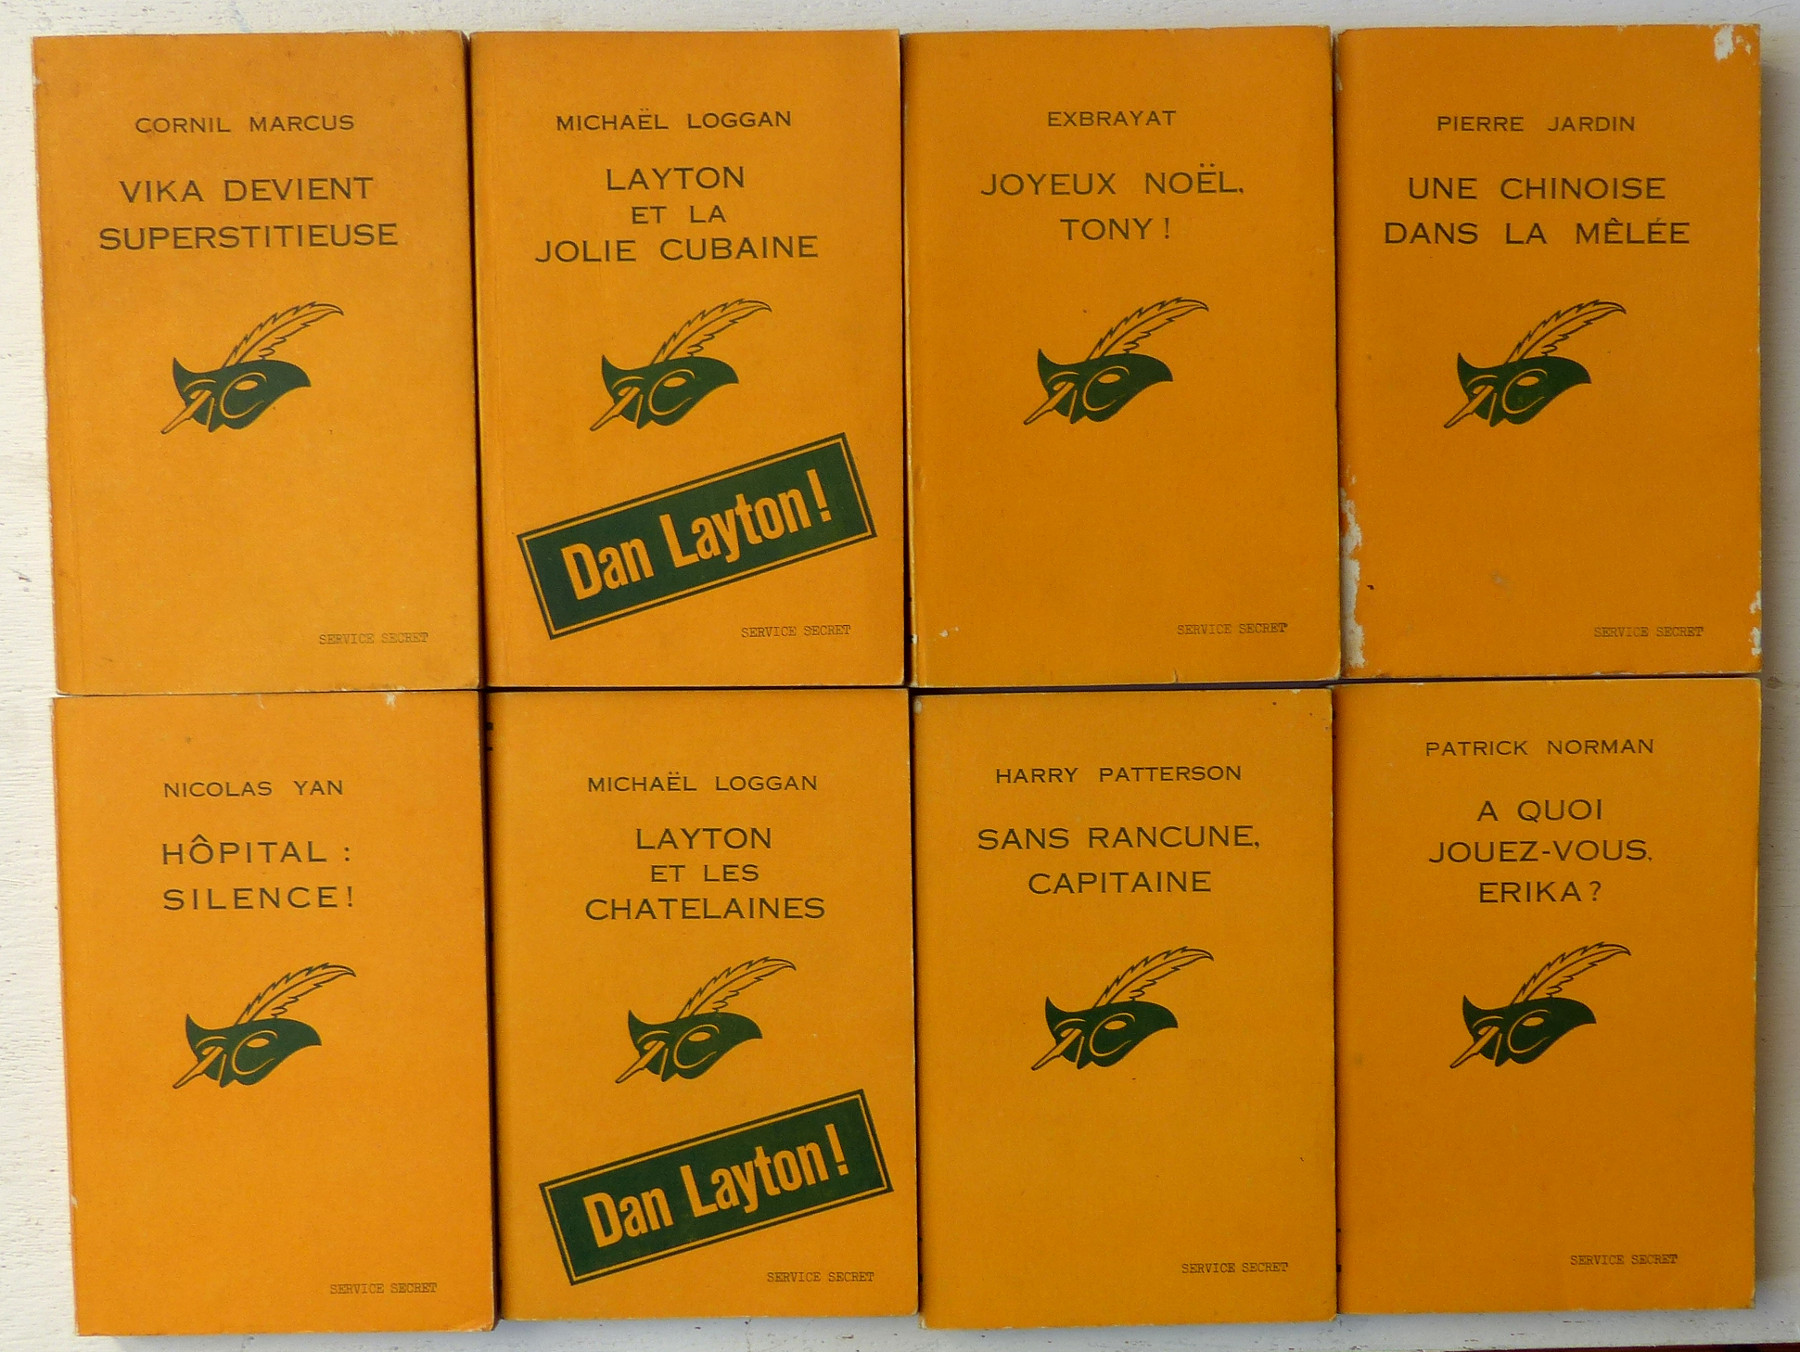 CORNIL MARCUS
VIKA DEVIENT
SUPERSTITIEUSE
SERVICE SECRET
MICHAËL LOGGAN
LAYTON
ET LA
JOLIE CUBAINE
Dan Layton!
SERVICE SECRET
EXBRAYAT
JOYEUX NOËL,
TONY!
SERVICE SECRET
PIERRE JARDIN
UNE CHINOISE
DANS LA MÊLÉE
SERVICE SECRET
NICOLAS YAN
HÔPITAL :
SILENCE!
SERVICE SECRET
MICHAËL LOGGAN
LAYTON
ET LES
CHATELAINES
Dan Layton!
SERVICE SECRET
HARRY PATTERSON
SANS RANCUNE,
CAPITAINE
SERVICE SECRET
PATRICK NORMAN
A QUOI
JOUEZ-VOUS,
ERIKA?
SERVICE SECRET